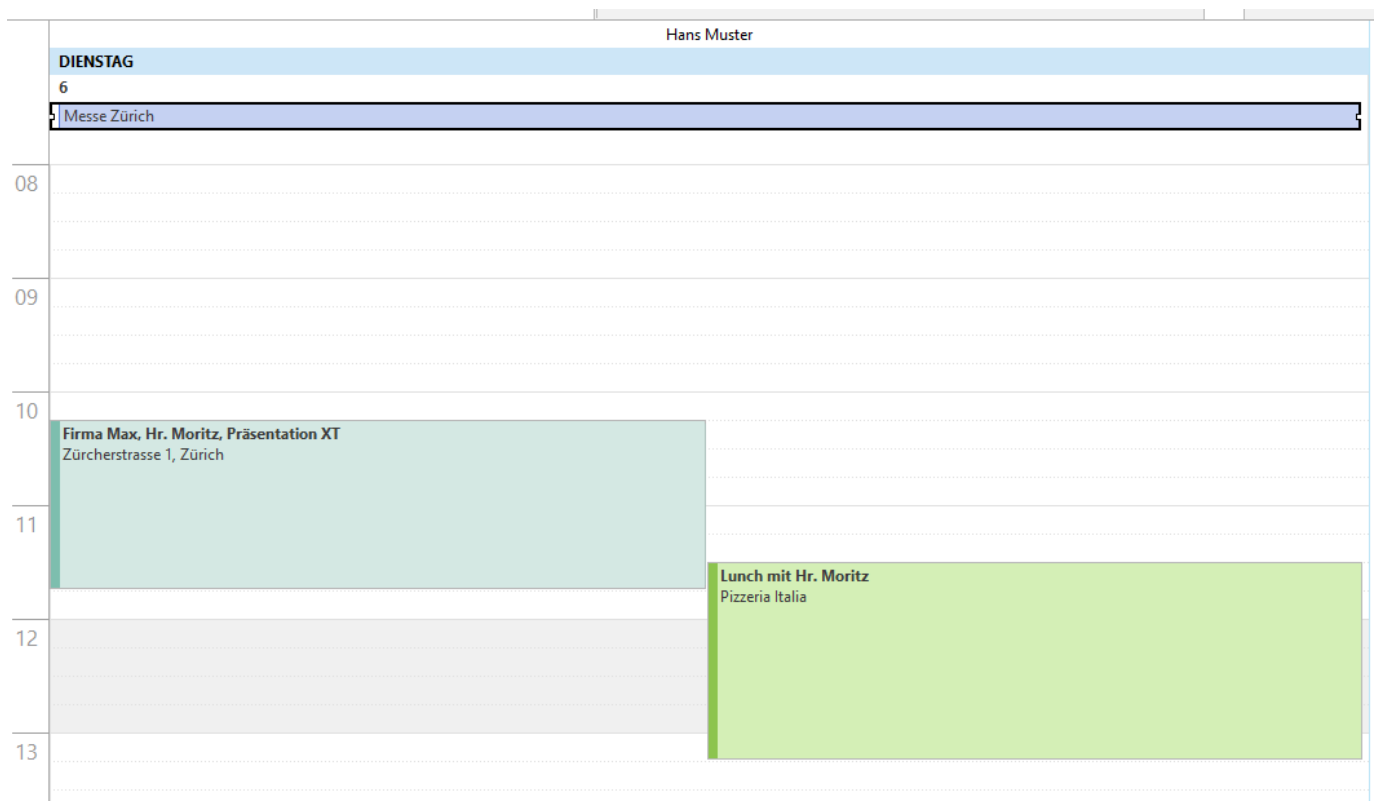 Hans Muster
DIENSTAG
6
Messe Zürich
08
09
10
Firma Max, Hr. Moritz, Präsentation XT
Zürcherstrasse 1, Zürich
11
Lunch mit Hr. Moritz
Pizzeria Italia
12
13